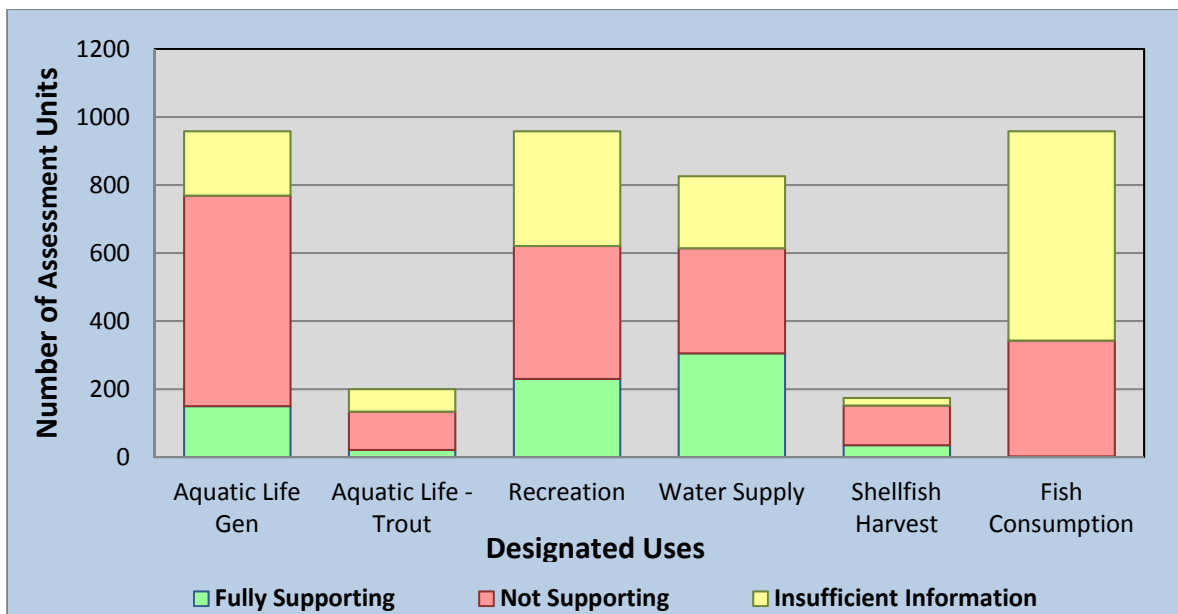 Number of Assessment Units
1200
1000
800
600
400
200
0
Aquatic Life Gen
Aquatic Life - Trout
Recreation
Water Supply
Shellfish Harvest
Fish Consumption
Designated Uses
Fully Supporting
Not Supporting
Insufficient Information